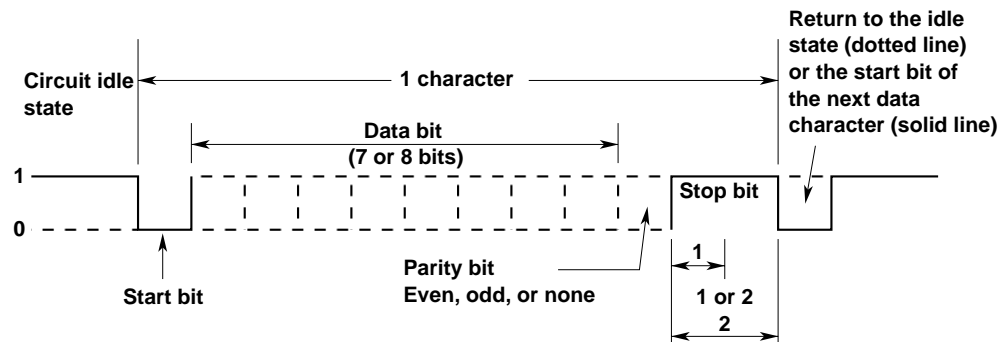 Return to the idle
state (dotted line)
or the start bit of
the next data
character (solid line)
Circuit idle
state
1 character
Data bit
(7 or 8 bits)
1
0
Stop bit
Start bit
Parity bit
Even, odd, or none
1
1 or 2
2